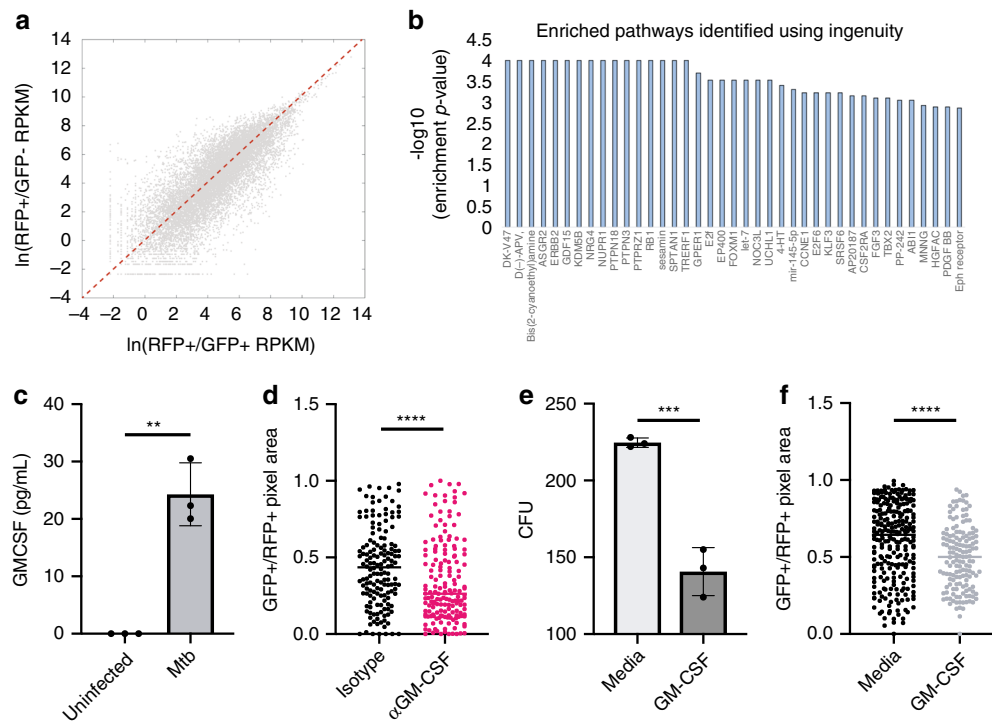 a
14
12
10
8
6
4
2
0
−2
−4
ln(RFP+/GFP- RPKM)
−4 −2 0 2 4 6 8 10 12 14
ln(RFP+/GFP+ RPKM)
b
Enriched pathways identified using ingenuity
4.5
4
3.5
3
2.5
2
1.5
1
0
-log10
(enrichment p-value)
DK-V47
D(–)-APV,
Bis(2-cyanoethyl)amine
ASGR2
ERBB2
GDF15
KDM5B
NRG4
NUPR1
PTPN18
PTPN3
PTPRZ1
RB1
sesamin
SPTAN1
TRERF1
GPER1
E2f
EP400
FOXM1
let-7
NOC3L
UCHL1
4-HT
mir-145-5p
CCNE1
E2F6
KLF3
SRSF6
AP20187
CSF2RA
FGF3
TBX2
PP-242
ABI1
MNNG
HGFAC
PDGF BB
Eph receptor
c
40
30
20
10
0
GMCSF (pg/mL)
**
Uninfected
Mtb
d
1.5
1.0
0.5
0.0
GFP+/RFP+ pixel area
****
Isotype
αGM-CSF
e
250
200
150
100
CFU
***
Media
GM-CSF
f
1.5
1.0
0.5
0.0
GFP+/RFP+ pixel area
****
Media
GM-CSF